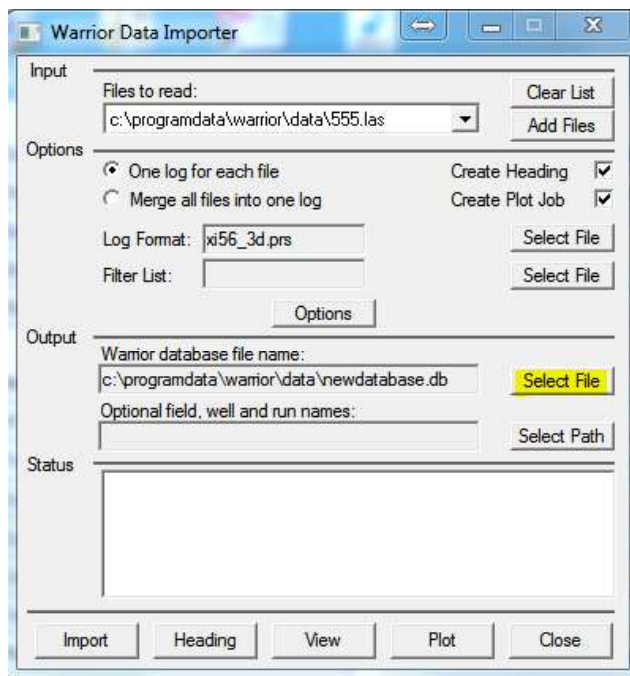 Warrior Data Importer
Input
Files to read:
Clear List
c:\programdata\warrior\data\555.las
Add Files
Options
One log for each file
Create Heading
Merge all files into one log
Create Plot Job
Log Format:
xi56_3d.prs
Select File
Filter List:
Select File
Options
Output
Warrior database file name:
c:\programdata\warrior\data\newdatabase.db
Select File
Optional field, well and run names:
Select Path
Status
Import
Heading
View
Plot
Close